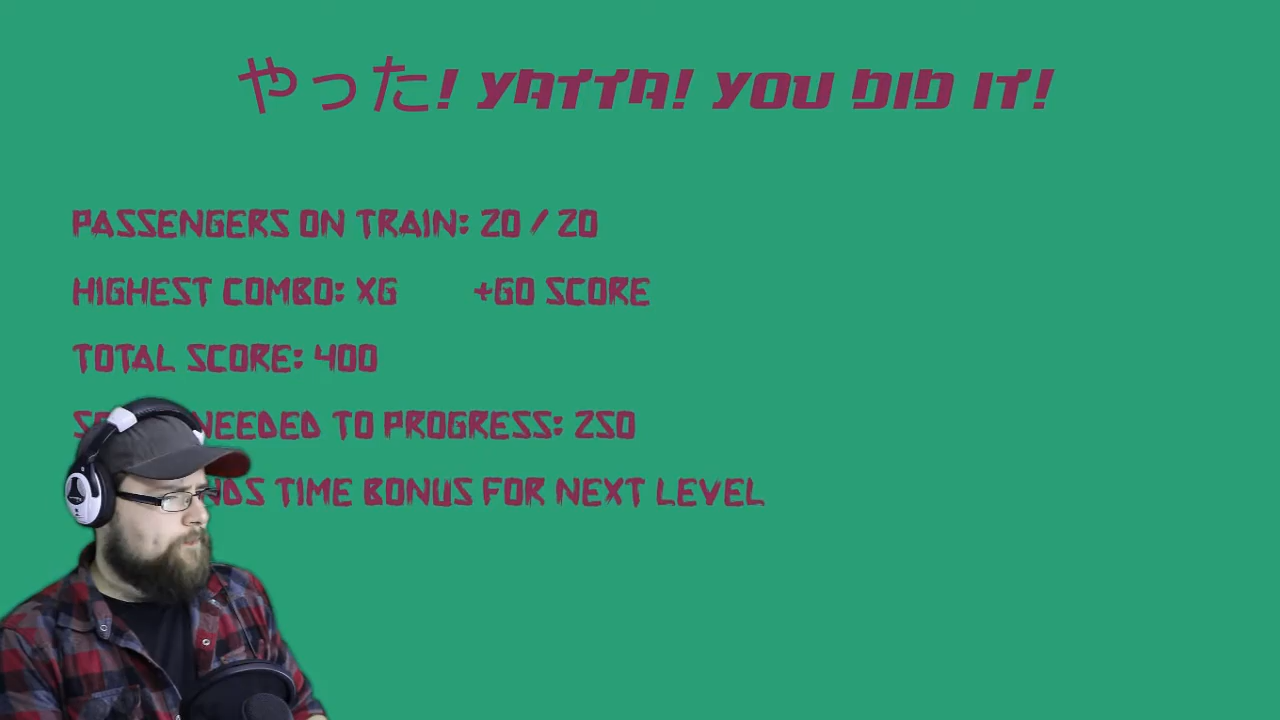 やった! YATTA! YOU DID IT!
PASSENGERS ON TRAIN: 20 / 20
HIGHEST COMBO: X6 +60 SCORE
TOTAL SCORE: 400
NEEDED TO PROGRESS: 250
TIME BONUS FOR NEXT LEVEL